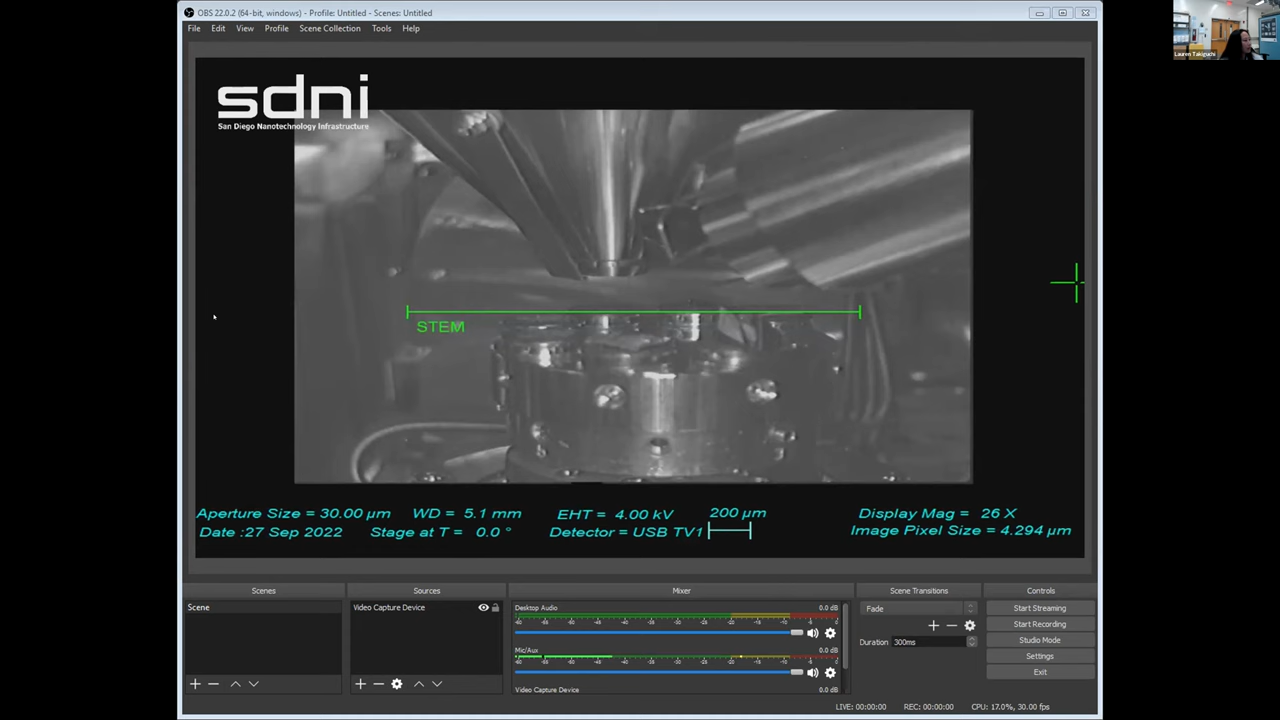 OBS 22.0.2 (64-bit, windows) - Profile: Untitled - Scenes: Untitled
File Edit View Profile Scene Collection Tools Help
Lauren Takiguchi
sdni
San Diego Nanotechnology Infrastructure
STEM
Aperture Size = 30.00 µm WD = 5.1 mm EHT = 4.00 kV 200 µm Display Mag = 26 X
Date :27 Sep 2022 Stage at T = 0.0 ° Detector = USB TV1 Image Pixel Size = 4.294 µm
Scenes Sources Mixer Scene Transitions Controls
Scene Video Capture Device Desktop Audio 0.0 dB Fade Start Streaming
Start Recording
Duration 300ms Studio Mode
Mic/Aux 0.0 dB Settings
Exit
Video Capture Device 0.0 dB
LIVE: 00:00:00 REC: 00:00:00 CPU: 17.0%, 30.00 fps